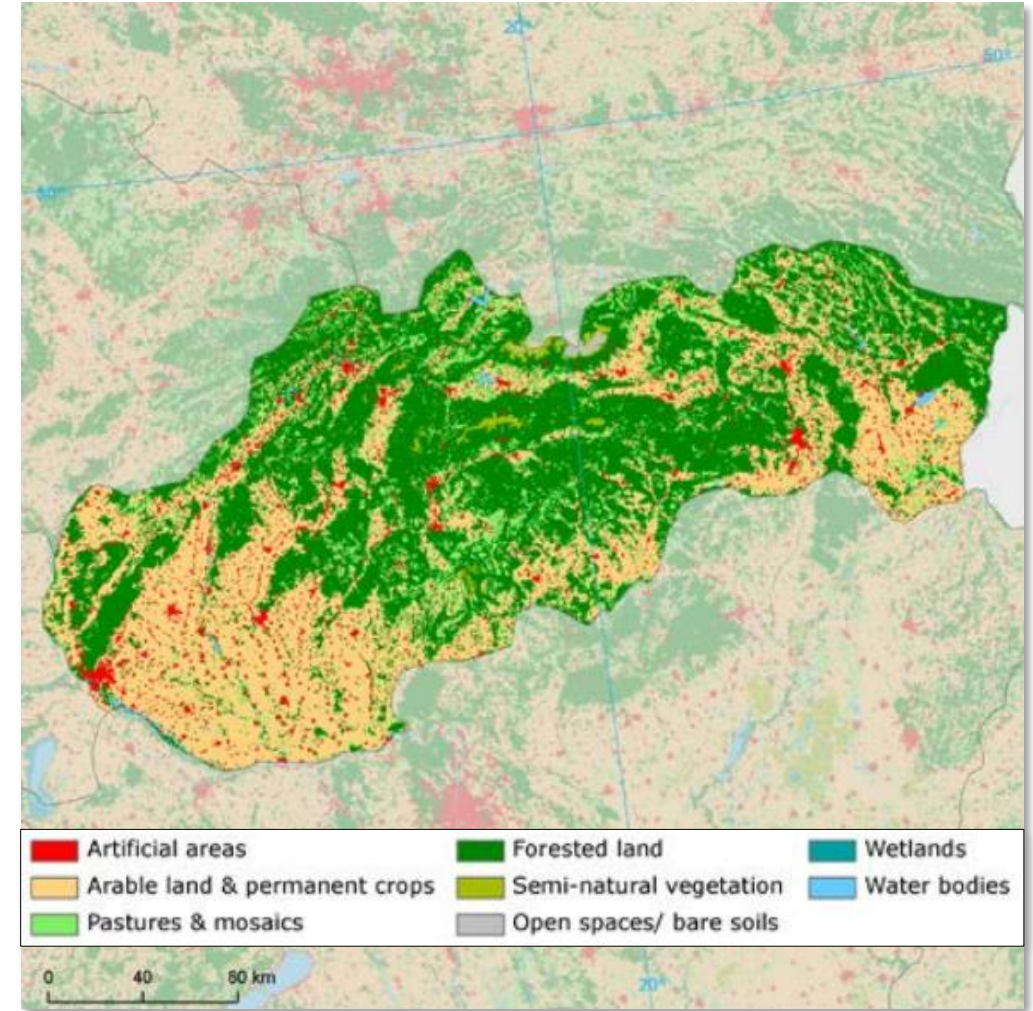 20°
50°
50°
Artificial areas
Forested land
Wetlands
Arable land & permanent crops
Semi-natural vegetation
Water bodies
Pastures & mosaics
Open spaces/ bare soils
0 40 80 km
20°